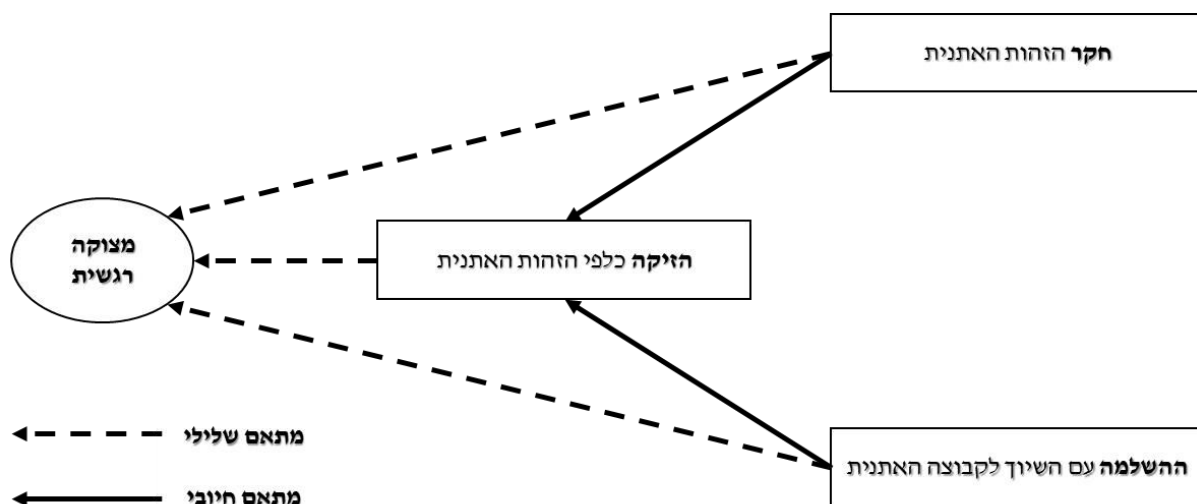 חקר הזהות האתנית
הזיקה כלפי הזהות האתנית
מצוקה
רגשית
ההשלמה עם השיוך לקבוצה האתנית
מתאם שלילי
מתאם חיובי